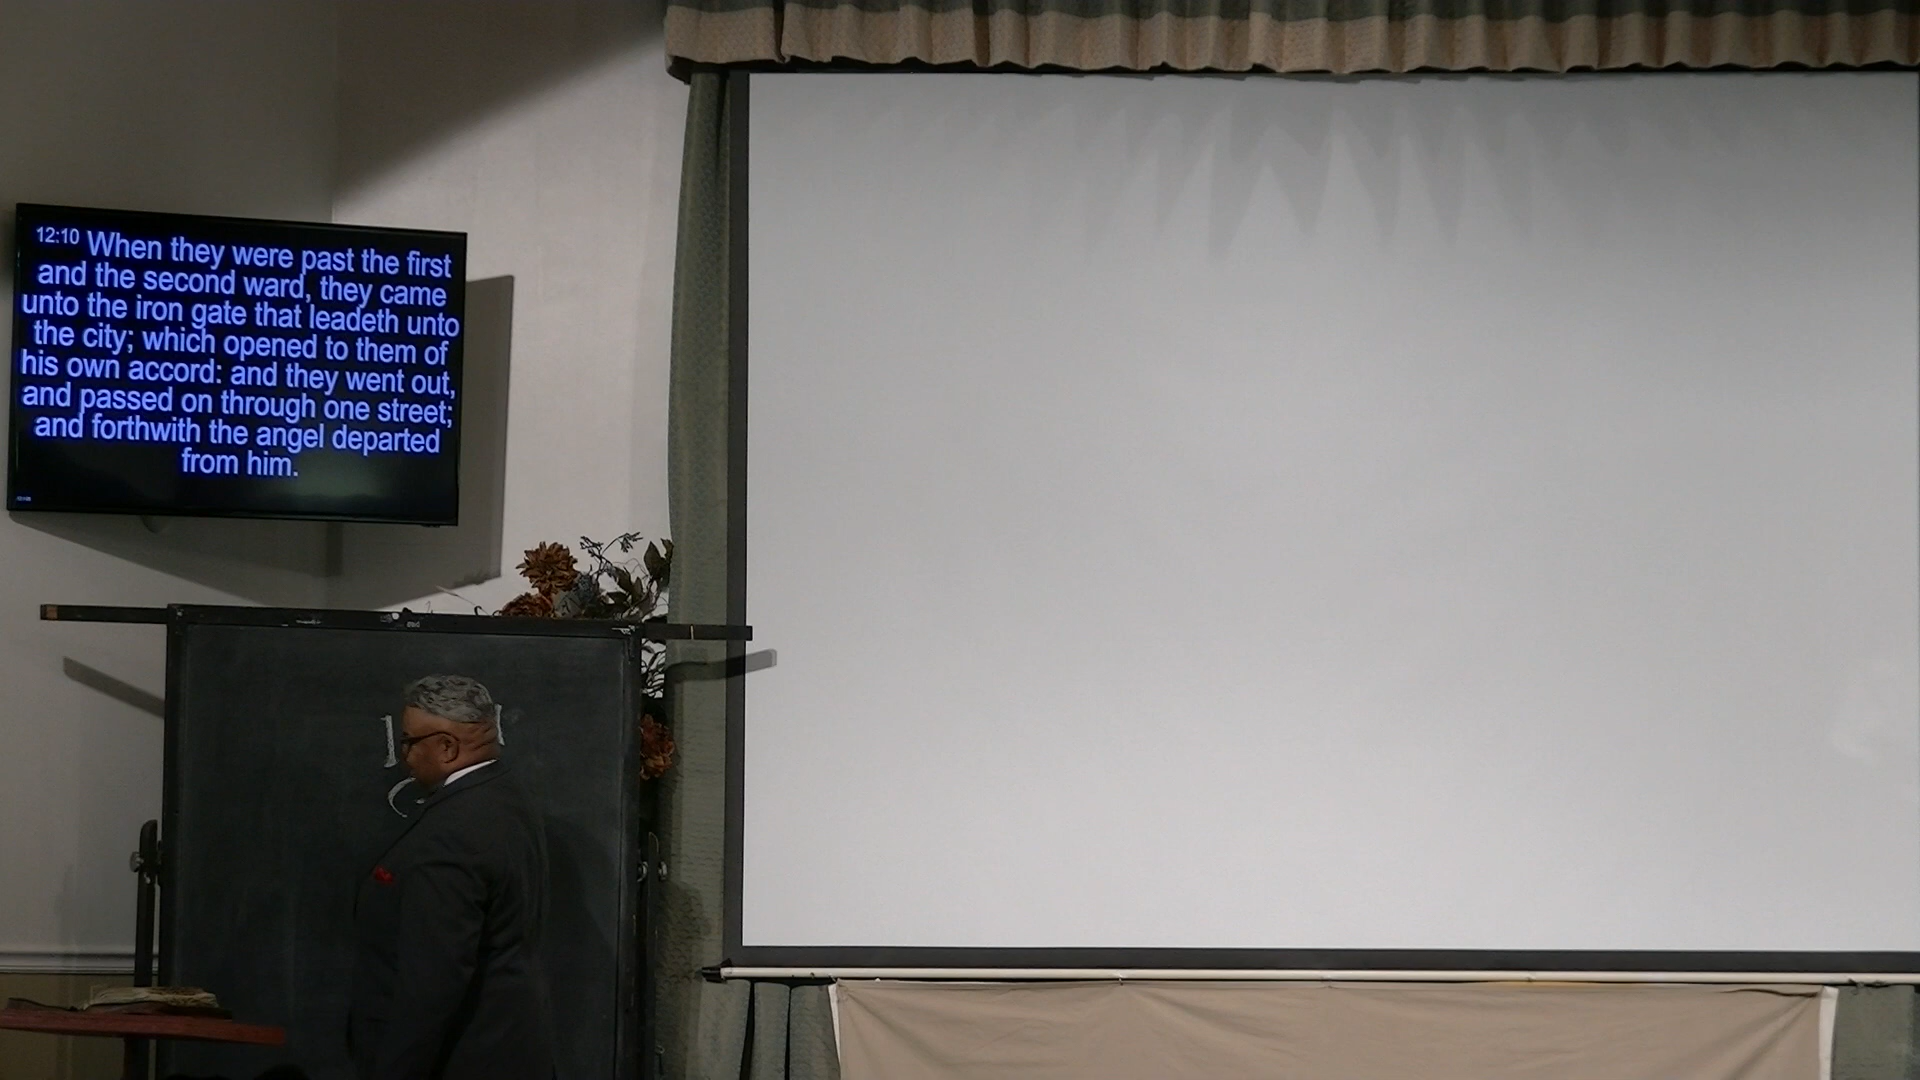 12:10 When they were past the first
and the second ward, they came
unto the iron gate that leadeth unto
the city; which opened to them of
his own accord: and they went out,
and passed on through one street;
and forthwith the angel departed
from him.